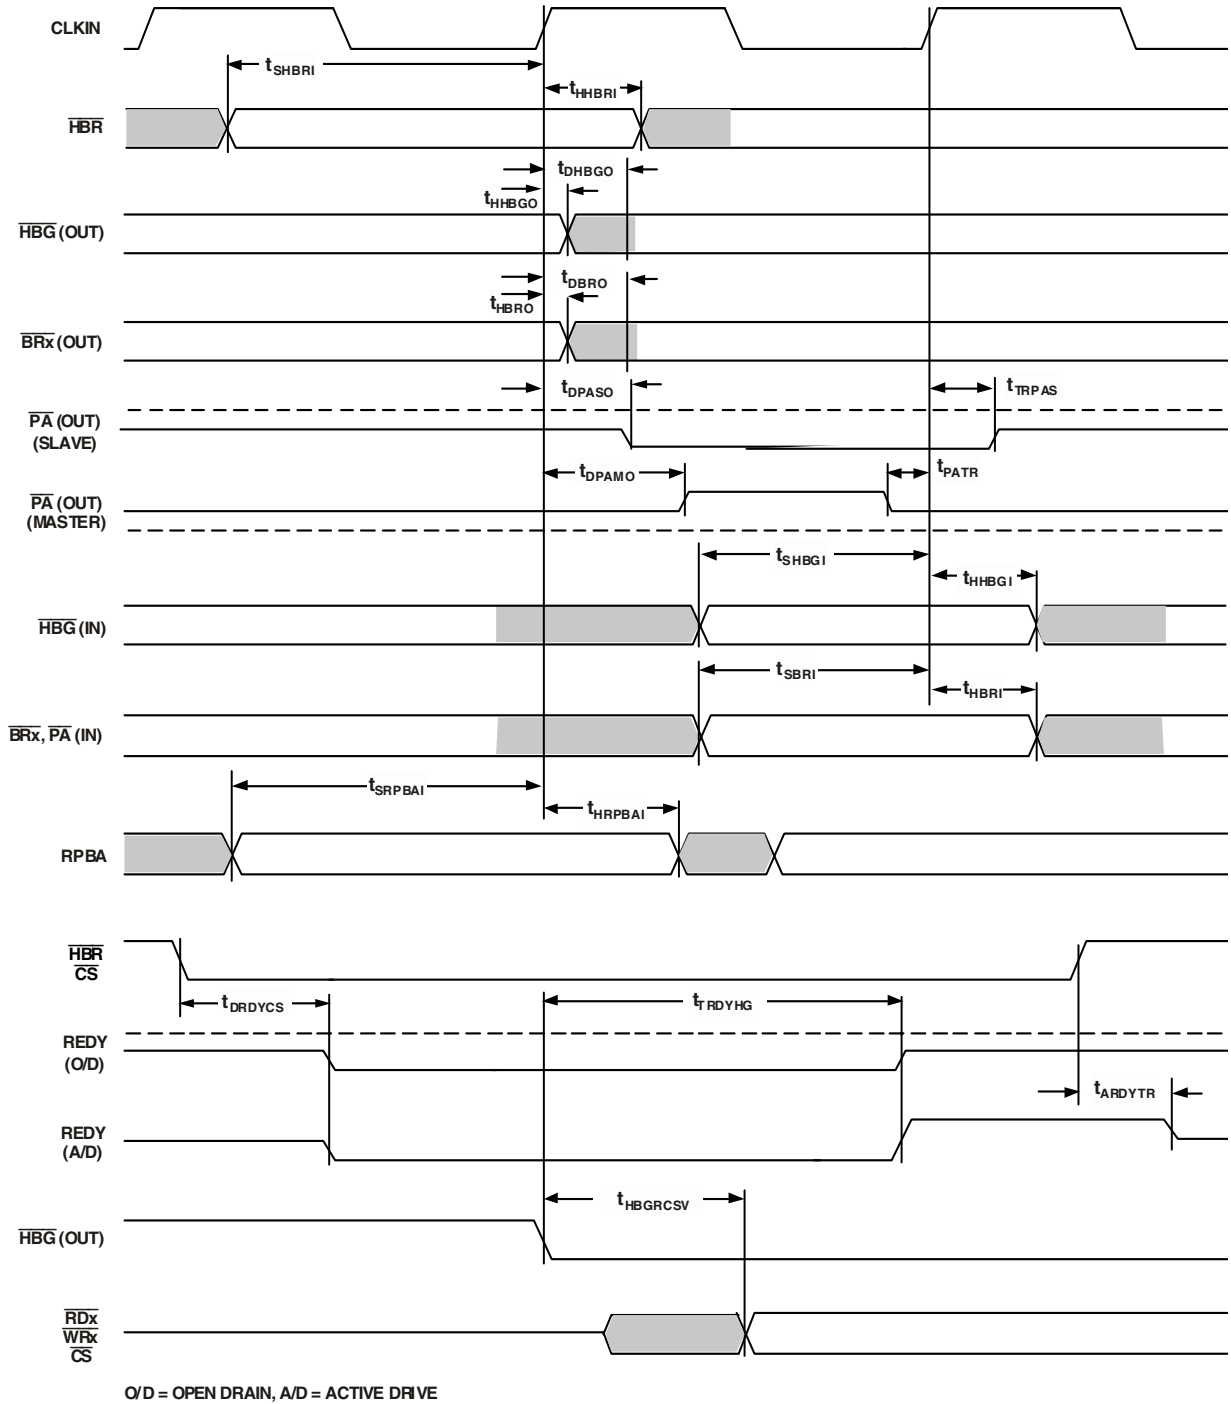 CLKIN
tSHBRI
tHHBRI
HBR
tDHBGO
tHHBGO
HBG (OUT)
tDBRO
tHBRO
BRx (OUT)
tDPASO
tTRPAS
PA (OUT)
(SLAVE)
tDPAMO
tPATR
PA (OUT)
(MASTER)
tSHBGI
tHHBGI
HBG (IN)
tSBRI
tHBRI
BRx, PA (IN)
tSRPBAI
tHRPBAI
RPBA
HBR
CS
tDRDYCS
tTRDYHG
REDY
(O/D)
tARDYTR
REDY
(A/D)
tHBGRCSV
HBG (OUT)
RDx
WRx
CS
O/D = OPEN DRAIN, A/D = ACTIVE DRIVE